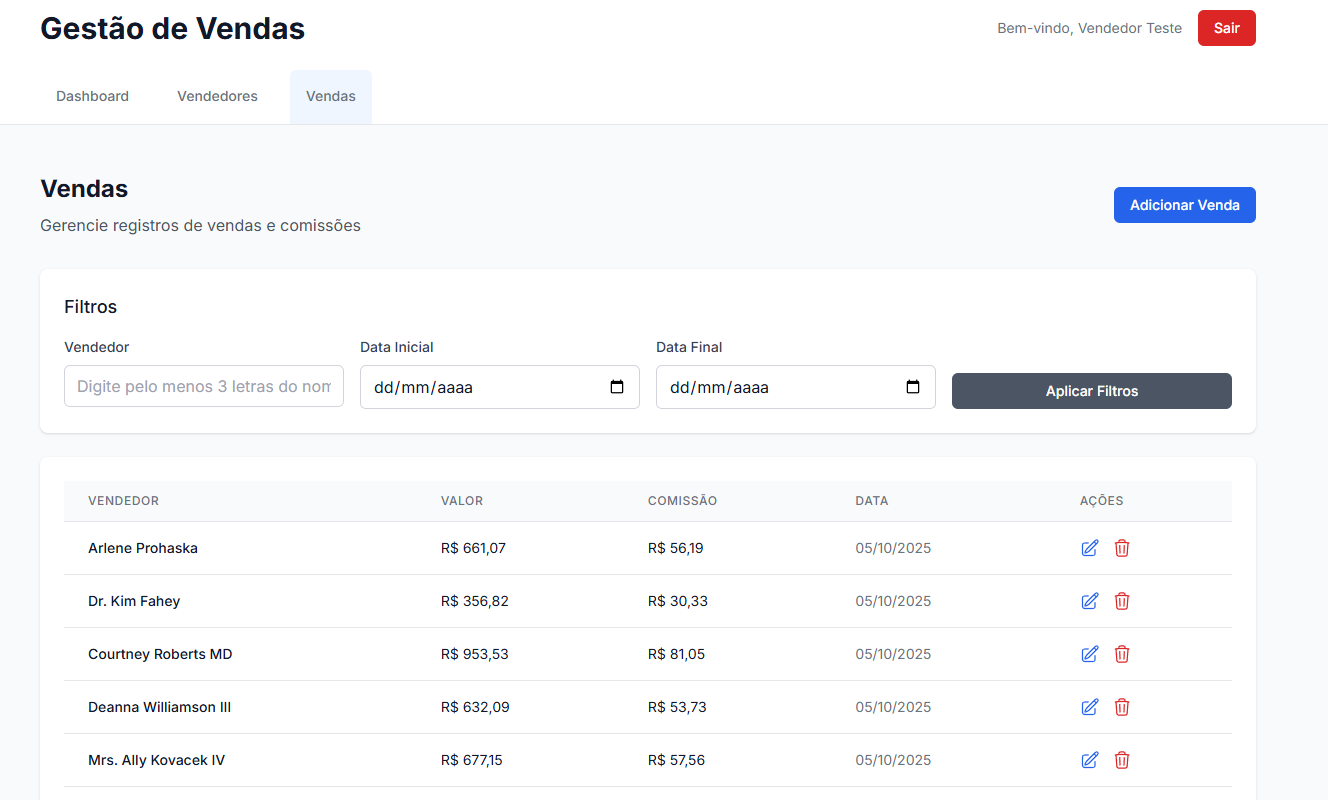 Gestão de Vendas
Bem-vindo, Vendedor Teste
Sair
Dashboard
Vendedores
Vendas
Vendas
Gerencie registros de vendas e comissões
Adicionar Venda
Filtros
Vendedor
Data Inicial
Data Final
Digite pelo menos 3 letras do nom
dd/mm/aaaa
dd/mm/aaaa
Aplicar Filtros
VENDEDOR VALOR COMISSÃO DATA AÇÕES
Arlene Prohaska R$ 661,07 R$ 56,19 05/10/2025
Dr. Kim Fahey R$ 356,82 R$ 30,33 05/10/2025
Courtney Roberts MD R$ 953,53 R$ 81,05 05/10/2025
Deanna Williamson III R$ 632,09 R$ 53,73 05/10/2025
Mrs. Ally Kovacek IV R$ 677,15 R$ 57,56 05/10/2025